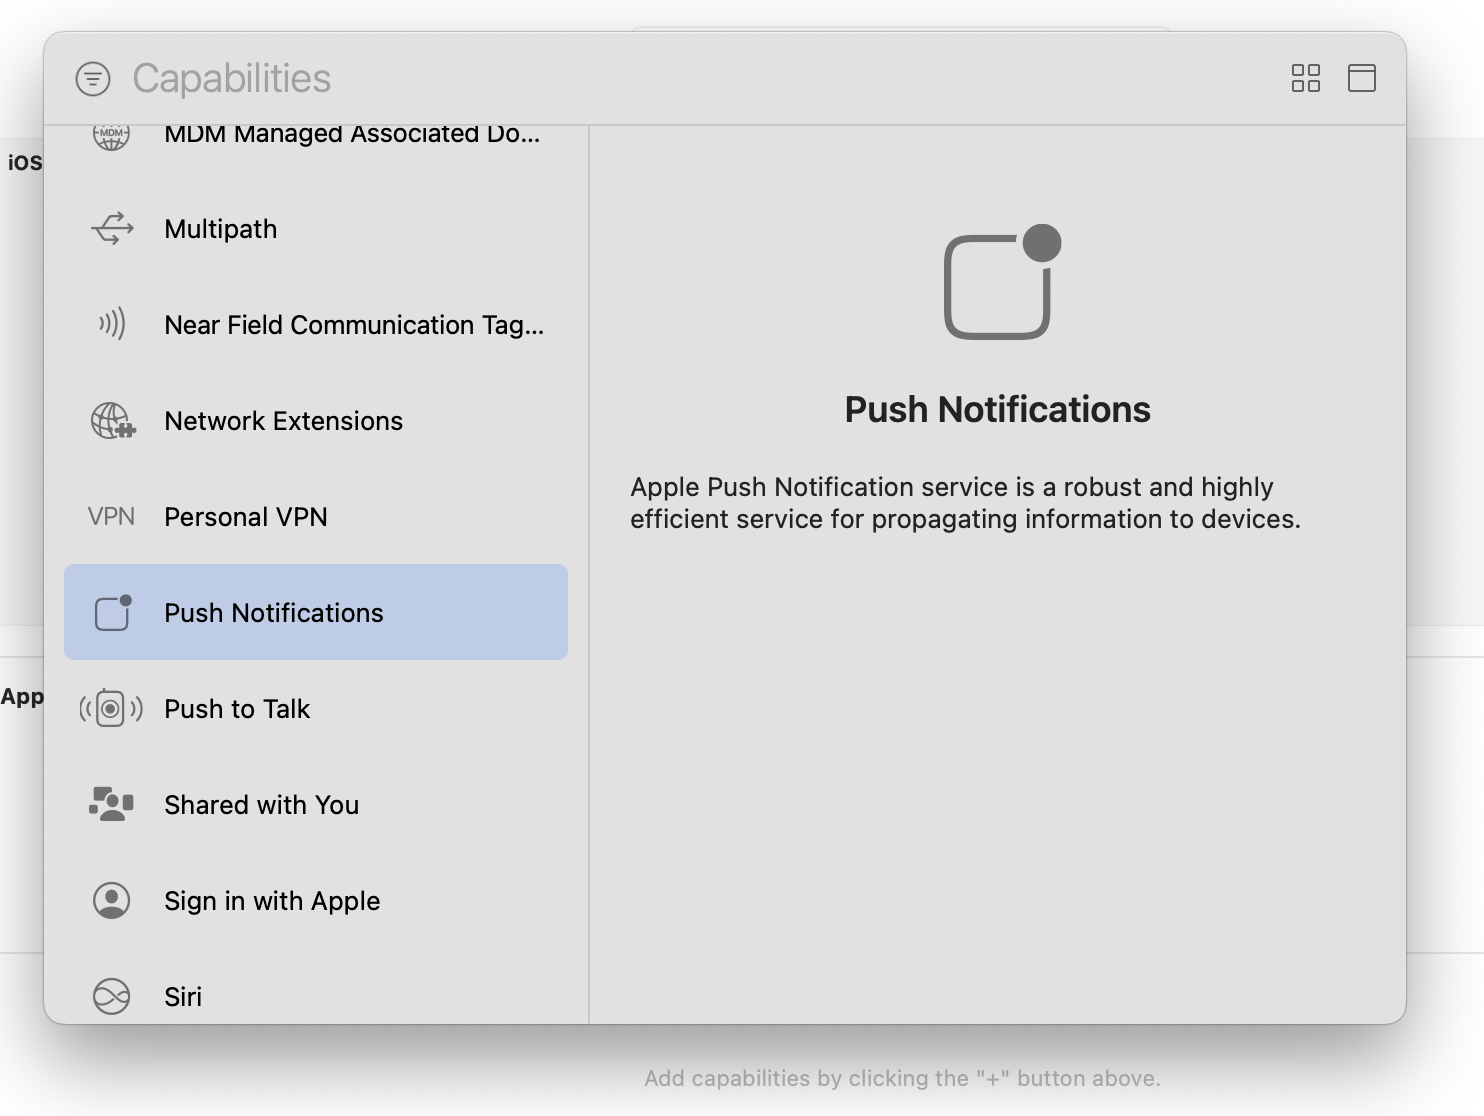 Capabilities
iOS
MDM Managed Associated Do...
Multipath
Near Field Communication Tag...
Network Extensions
VPN Personal VPN
Push Notifications
App
Push to Talk
Shared with You
Sign in with Apple
Siri
Push Notifications
Apple Push Notification service is a robust and highly
efficient service for propagating information to devices.
Add capabilities by clicking the "+" button above.